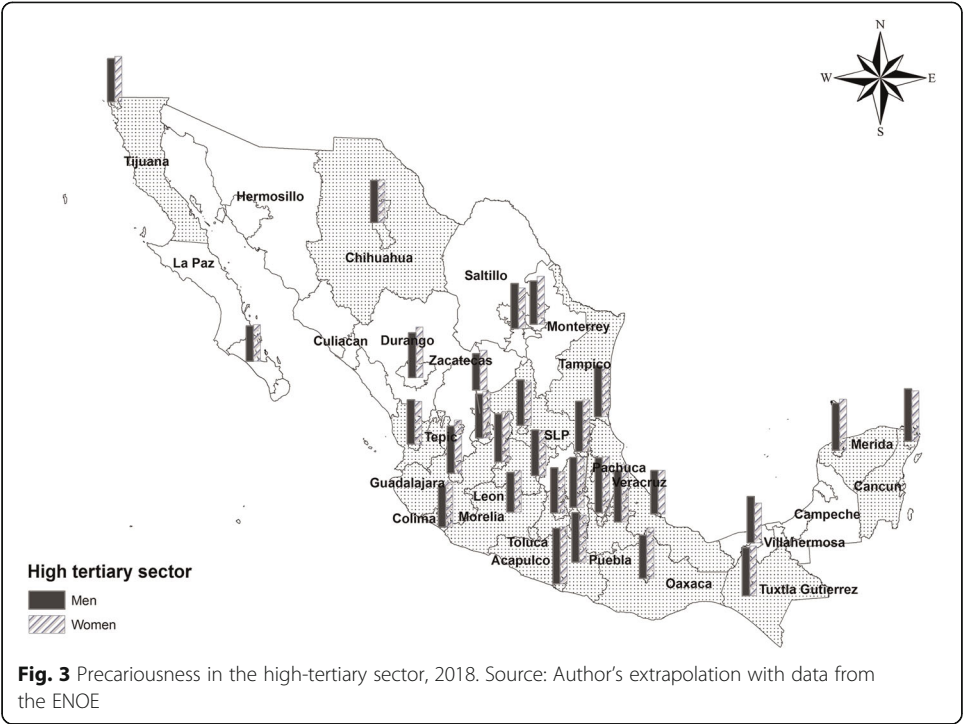 N
W E
S
Tijuana
Hermosillo
Chihuahua
La Paz
Saltillo
Monterrey
Culiacan Durango
Zacatecas
Tampico
Tepic SLP
Merida
Pachuca
Guadalajara Leon Veracruz Cancun
Colima Morelia Campeche
Toluca Villahermosa
Acapulco Puebla
Oaxaca Tuxtla Gutierrez
High tertiary sector
Men
Women
Fig. 3 Precariousness in the high-tertiary sector, 2018. Source: Author's extrapolation with data from
the ENOE